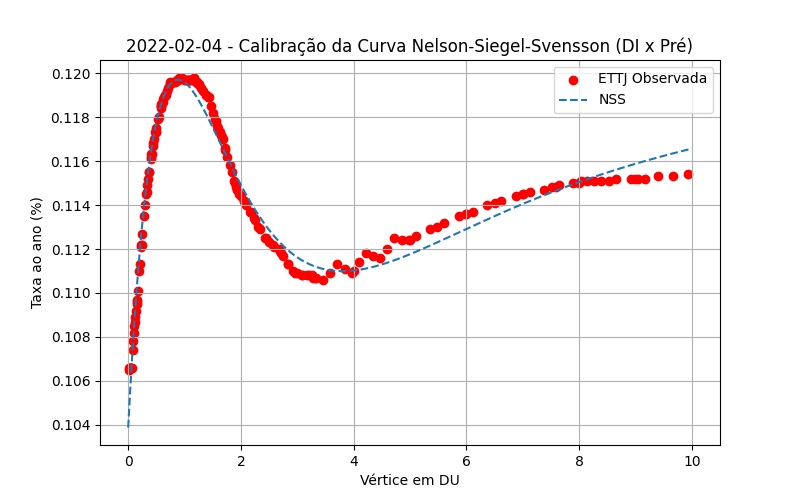 2022-02-04 - Calibração da Curva Nelson-Siegel-Svensson (DI x Pré)
ETTJ Observada
NSS
Taxa ao ano (%)
0.120
0.118
0.116
0.114
0.112
0.110
0.108
0.106
0.104
0 2 4 6 8 10
Vértice em DU